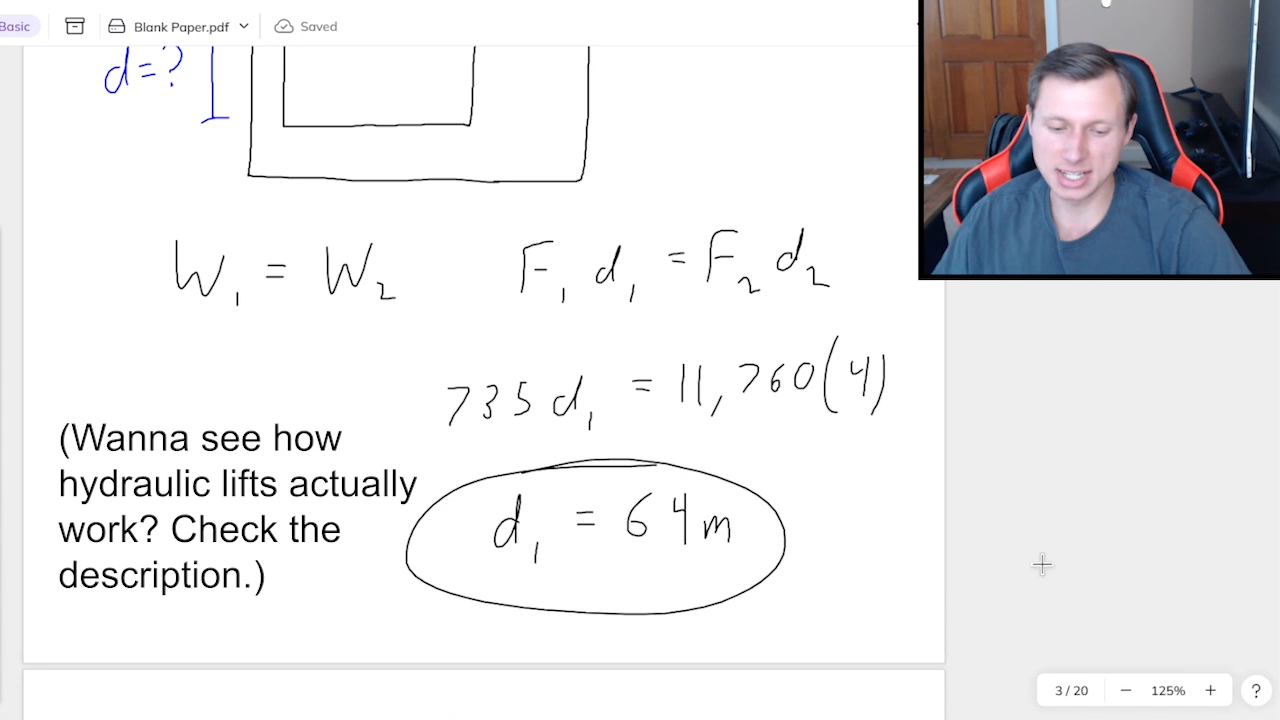 Basic
Blank Paper.pdf
Saved
d=?
W₁ = W₂
F₁ d₁ = F₂ d₂
735 d₁ = 11,760(4)
(Wanna see how
hydraulic lifts actually
work? Check the
description.)
d₁ = 64m
3 / 20
125%
?